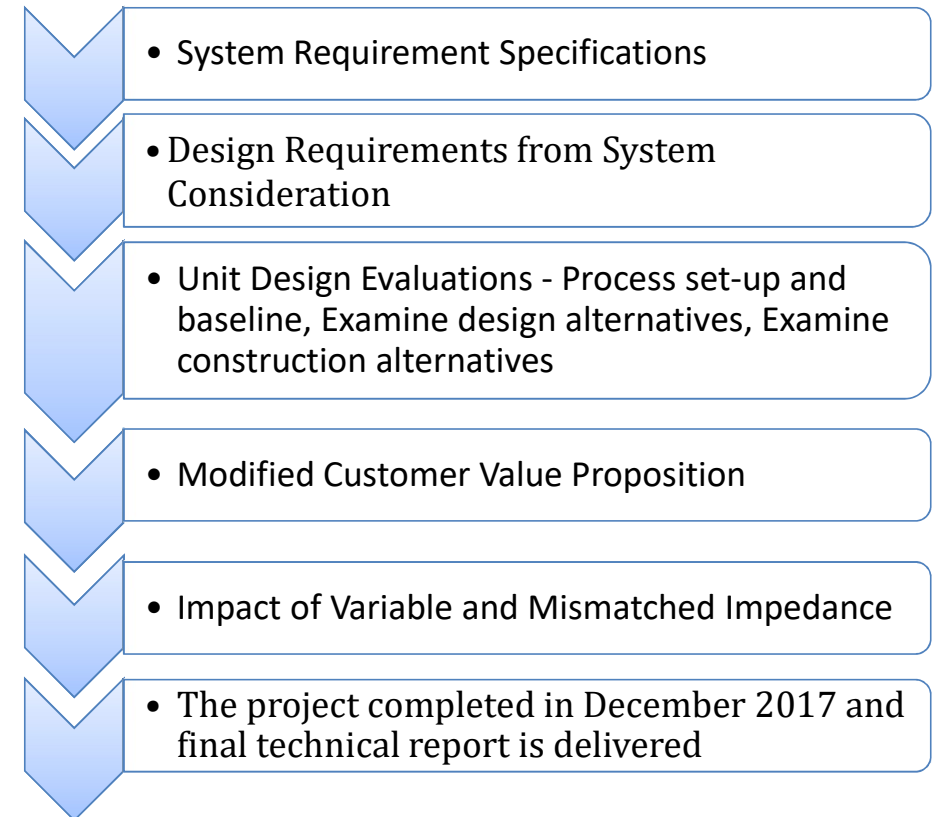 • System Requirement Specifications
• Design Requirements from System
Consideration
• Unit Design Evaluations - Process set-up and
baseline, Examine design alternatives, Examine
construction alternatives
• Modified Customer Value Proposition
• Impact of Variable and Mismatched Impedance
• The project completed in December 2017 and
final technical report is delivered